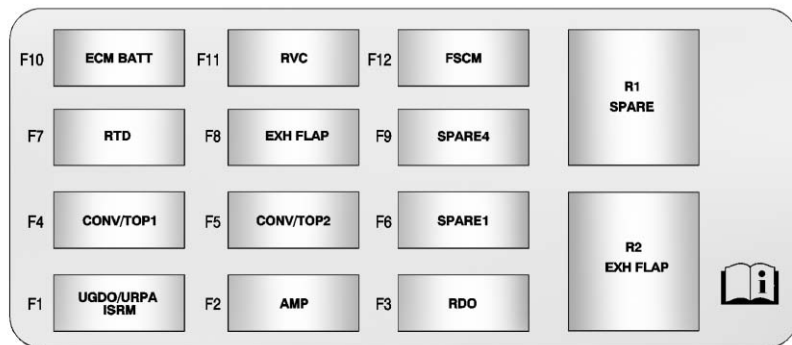 F10 ECM BATT F11 RVC F12 FSCM
R1
SPARE
F7 RTD F8 EXH FLAP F9 SPARE4
F4 CONV/TOP1 F5 CONV/TOP2 F6 SPARE1
R2
EXH FLAP
F1 UGDO/URPA
ISRM
F2 AMP F3 RDO
i